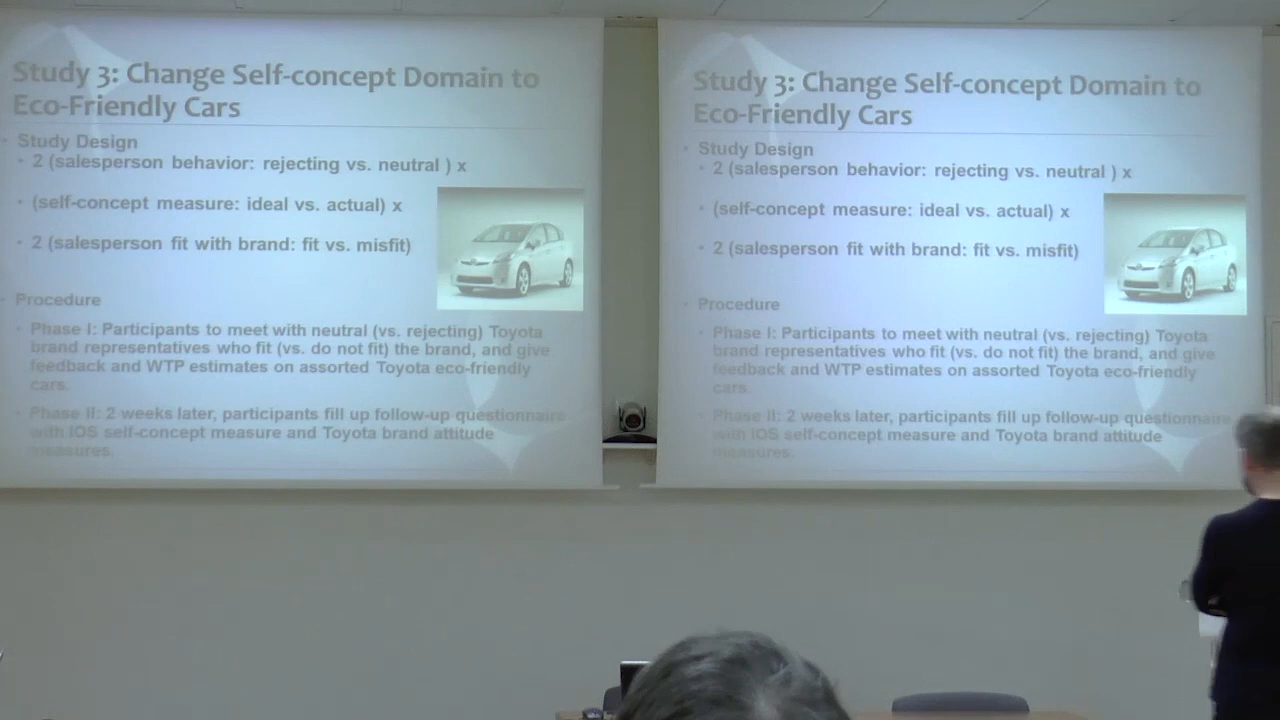 Study 3: Change Self-concept Domain to
Eco-Friendly Cars
Study Design
2 (salesperson behavior: rejecting vs. neutral ) x
(self-concept measure: ideal vs. actual) x
2 (salesperson fit with brand: fit vs. misfit)
Procedure
Phase I: Participants to meet with neutral (vs. rejecting) Toyota
brand representatives who fit (vs. do not fit) the brand, and give
feedback and WTP estimates on assorted Toyota eco-friendly
cars.
Phase II: 2 weeks later, participants fill up follow-up questionnaire
with IOS self-concept measure and Toyota brand attitude
measures.
Study 3: Change Self-concept Domain to
Eco-Friendly Cars
Study Design
2 (salesperson behavior: rejecting vs. neutral ) x
(self-concept measure: ideal vs. actual) x
2 (salesperson fit with brand: fit vs. misfit)
Procedure
Phase I: Participants to meet with neutral (vs. rejecting) Toyota
brand representatives who fit (vs. do not fit) the brand, and give
feedback and WTP estimates on assorted Toyota eco-friendly
cars.
Phase II: 2 weeks later, participants fill up follow-up questionnaire
with IOS self-concept measure and Toyota brand attitude
measures.